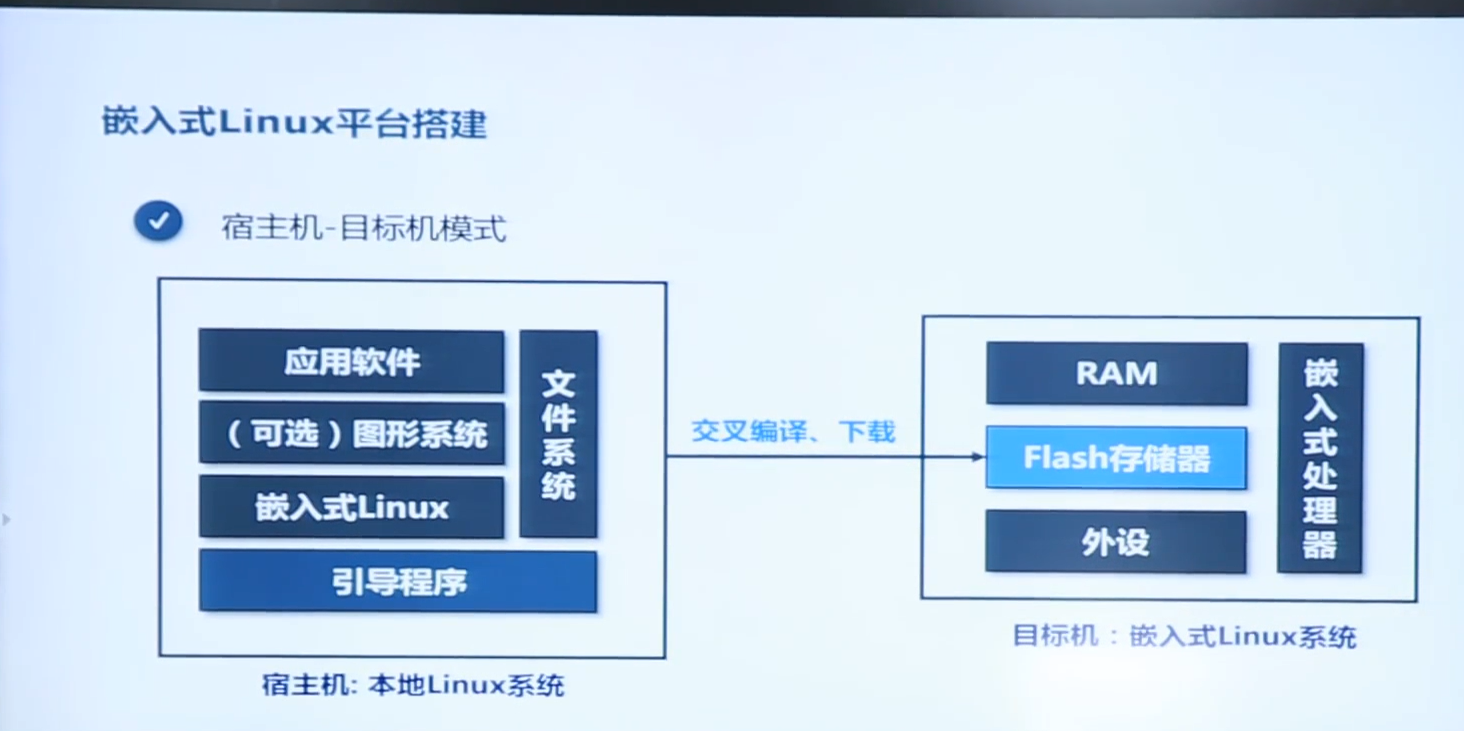 嵌入式Linux平台搭建
宿主机-目标机模式
应用软件
（可选）图形系统
嵌入式Linux
引导程序
文件系统
宿主机: 本地Linux系统
交叉编译、下载
RAM
Flash存储器
外设
嵌入式处理器
目标机：嵌入式Linux系统